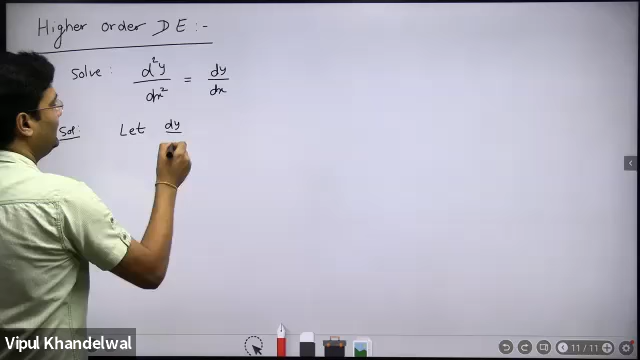 Higher order DE :-
Solve : d²y/dx² = dy/dx
Sol: Let dy
Vipul Khandelwal
11 / 11